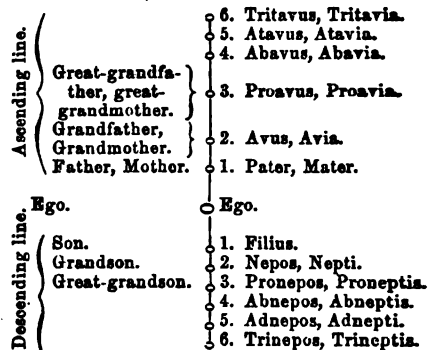 Ascending line.
6. Tritavus, Tritavia.
5. Atavus, Atavia.
4. Abavus, Abavia.
Great-grandfa-
ther, great-
grandmother.
3. Proavus, Proavia.
Grandfather,
Grandmother.
2. Avus, Avia.
Father, Mother.
1. Pater, Mater.
Ego.
Ego.
Descending line.
Son.
1. Filius.
Grandson.
2. Nepos, Nepti.
Great-grandson.
3. Pronepos, Proneptis.
4. Abnepos, Abneptis.
5. Adnepos, Adnepti.
6. Trinepos, Trineptis.